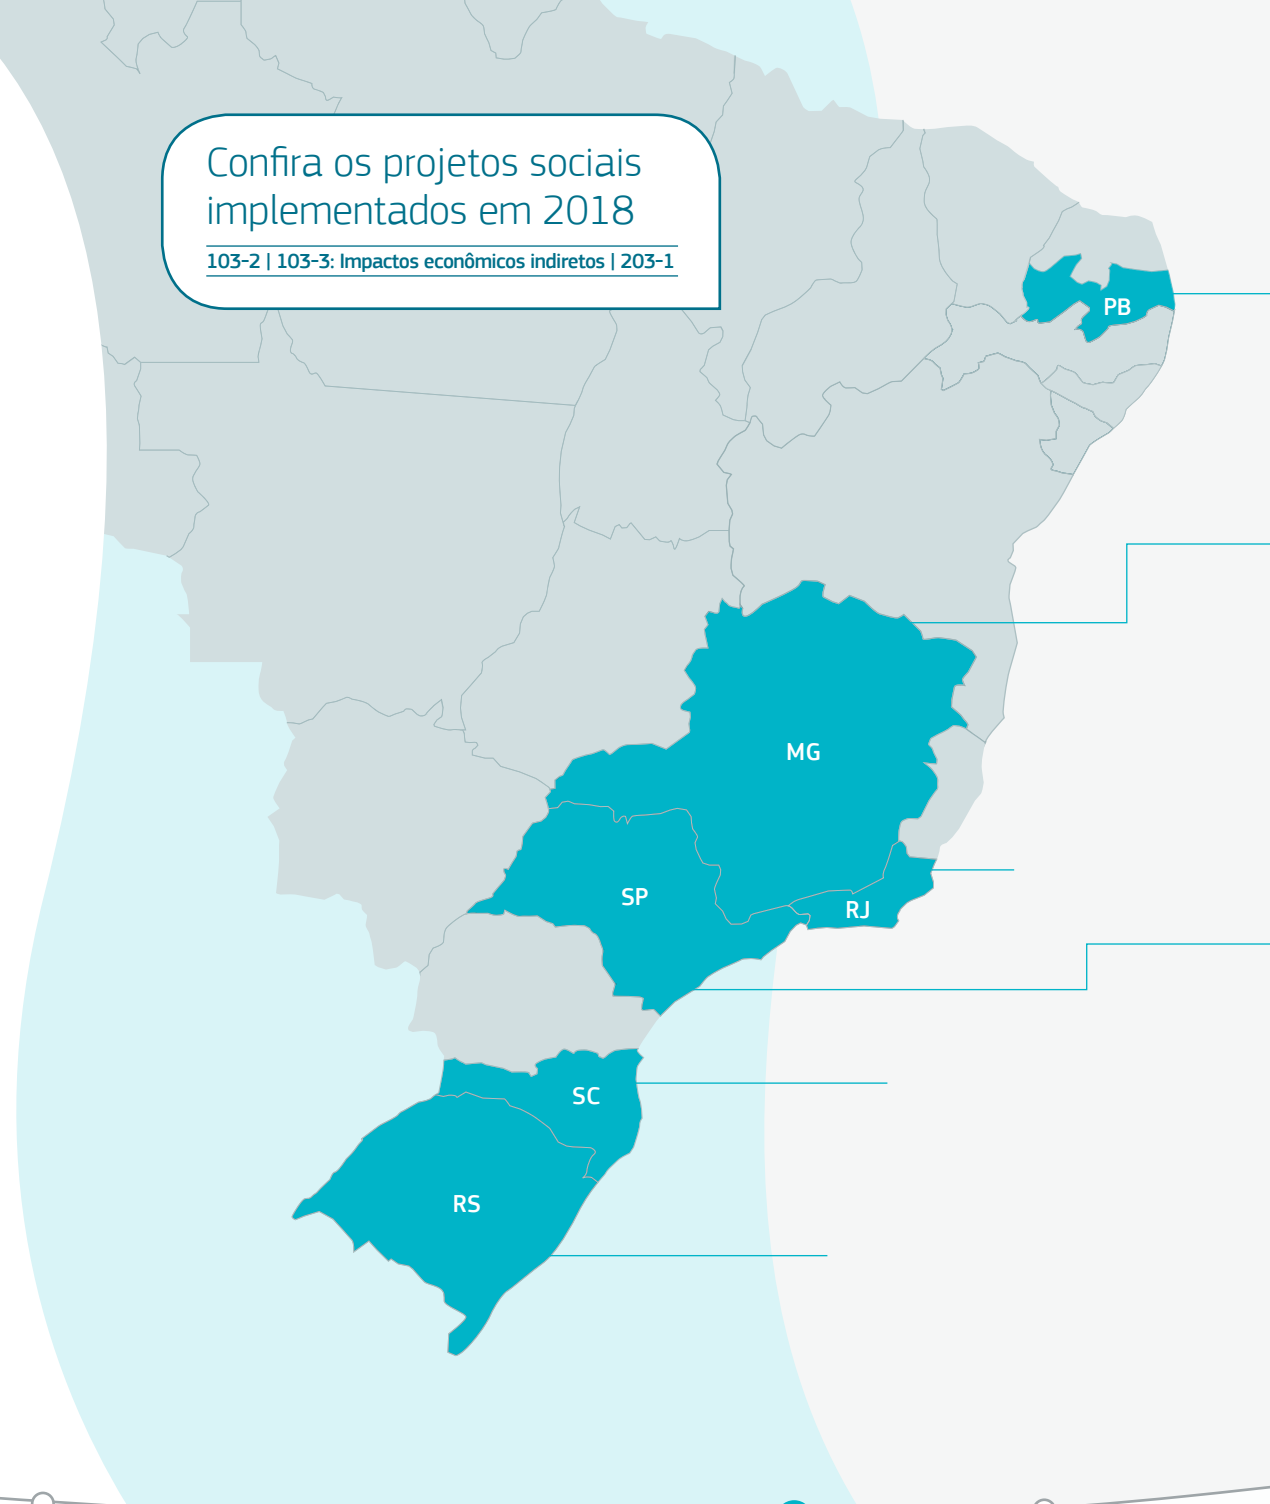 Confira os projetos sociais
implementados em 2018
103-2 | 103-3: Impactos econômicos indiretos | 203-1
PB
MG
SP
RJ
SC
RS